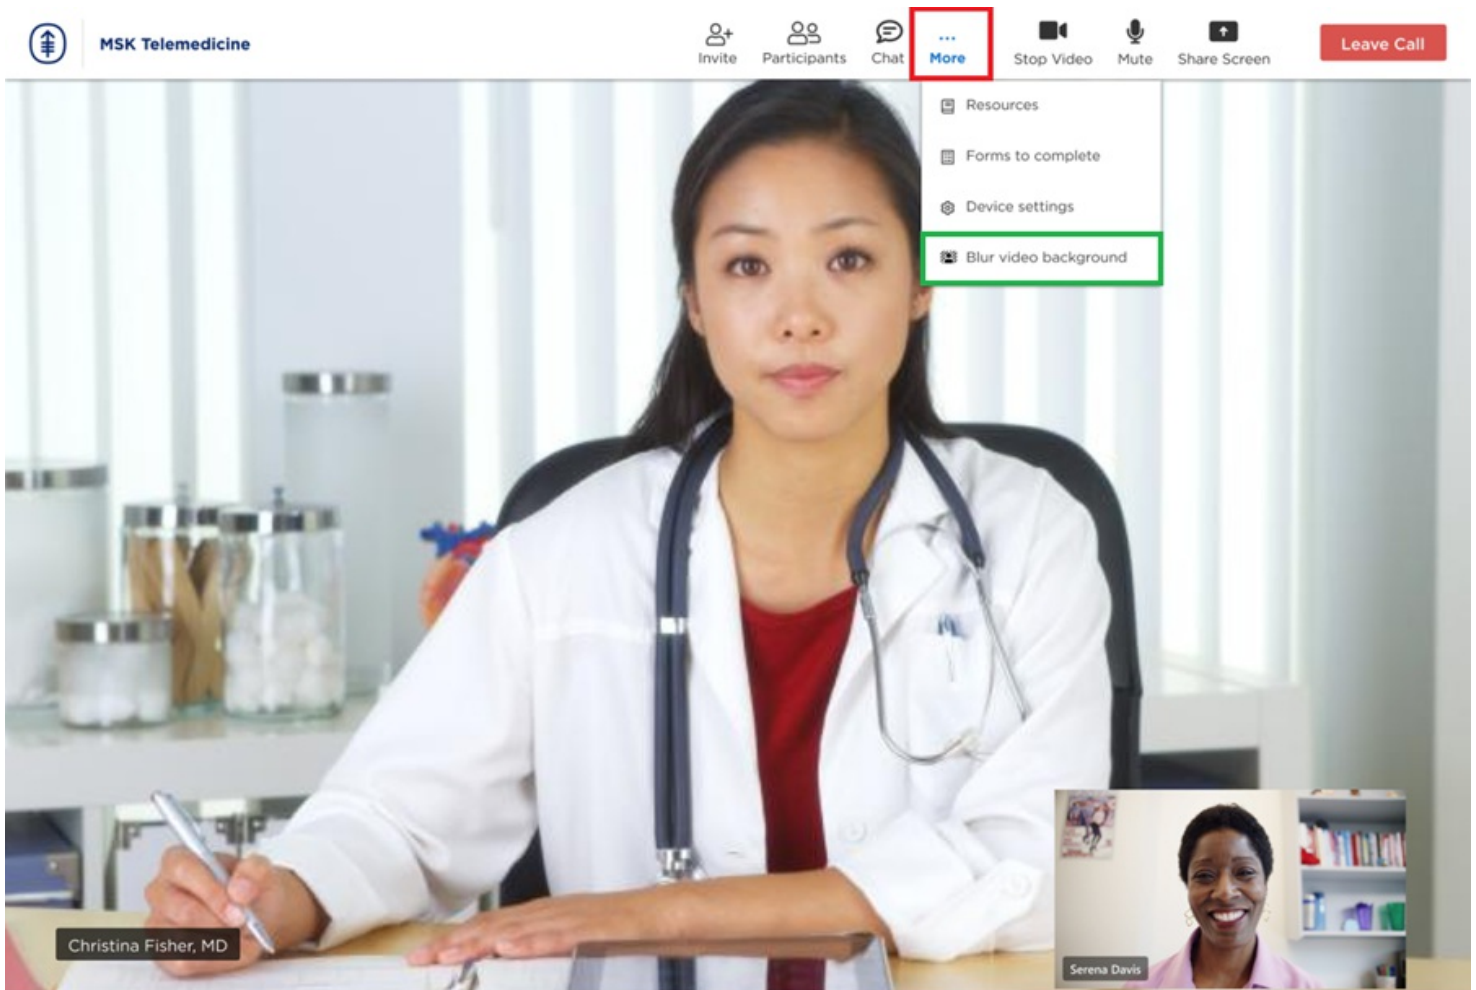 MSK Telemedicine
Invite
Participants
Chat
More
Stop Video
Mute
Share Screen
Leave Call
Resources
Forms to complete
Device settings
Blur video background
Christina Fisher, MD
Serena Davis